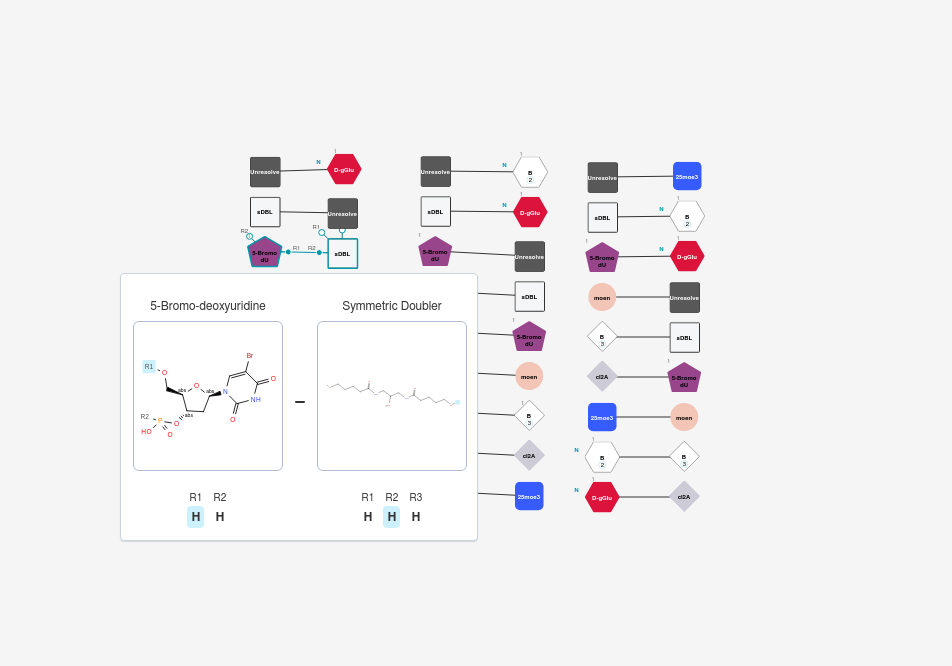 1
1
Unresolve
N
D-gGlu
Unresolve
N
B
2
Unresolve
25moe3
sDBL
Unresolve
sDBL
N
D-gGlu
sDBL
N
B
2
R2
5-Bromo
dU
R1
R2
R1
sDBL
5-Bromo
dU
Unresolve
5-Bromo
dU
N
D-gGlu
5-Bromo-deoxyuridine
Symmetric Doubler
R1
O
Br
O
NH
N
O
O
abs
abs
abs
R2
P
O
HO
O
R1 R2
H H
R1 R2 R3
H H H
sDBL
5-Bromo
dU
moen
B
3
cl2A
25moe3
moen
Unresolve
B
3
sDBL
cl2A
5-Bromo
dU
25moe3
moen
N
B
2
B
3
N
D-gGlu
cl2A